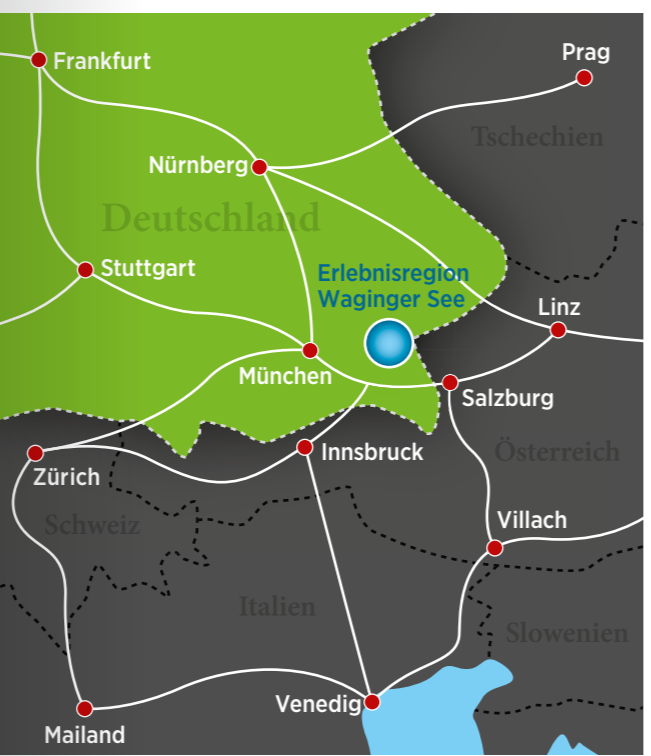 Prag
Frankfurt
Tschechien
Nürnberg
Deutschland
Stuttgart
Erlebnisregion
Waginger See
Linz
München
Salzburg
Innsbruck
Österreich
Zürich
Schweiz
Villach
Italien
Slowenien
Venedig
Mailand